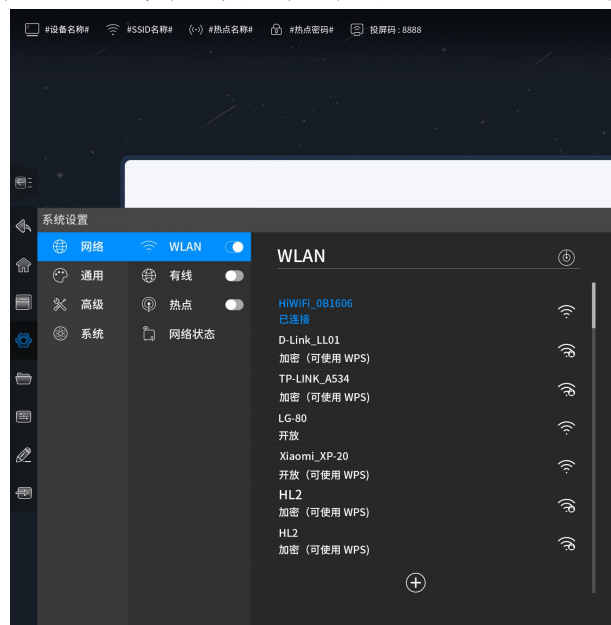 #设备名称# #SSID名称# #热点名称# #热点密码# 投屏码:8888
系统设置
网络
通用
高级
系统
WLAN
有线
热点
网络状态
WLAN
HiWiFi_0B1606
已连接
D-Link_LL01
加密（可使用 WPS)
TP-LINK_A534
加密（可使用 WPS)
LG-80
开放
Xiaomi_XP-20
开放（可使用 WPS)
HL2
加密（可使用 WPS)
HL2
加密（可使用 WPS)